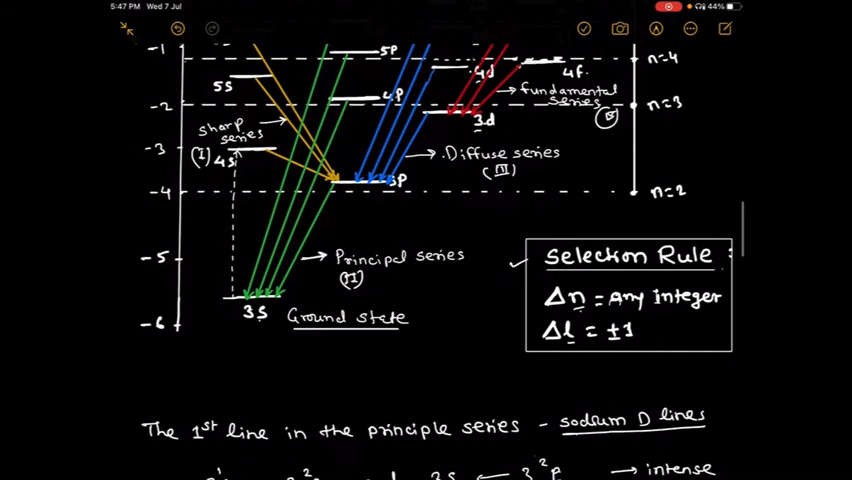 5:47 PM Wed 7 Jul
44%
-1
5P
n=4
4d
4f
5S
4P
fundamental
series
-2
n=3
3d
Sharp
series
-3
(I) 4S
Diffuse series
(III)
3P
-4
n=2
-5
Principal series
(II)
Selection Rule :
Δn = any integer
Δl = ±1
3S
Ground state
-6
The 1st line in the principle series - sodium D lines
3S ← 3²P → intense